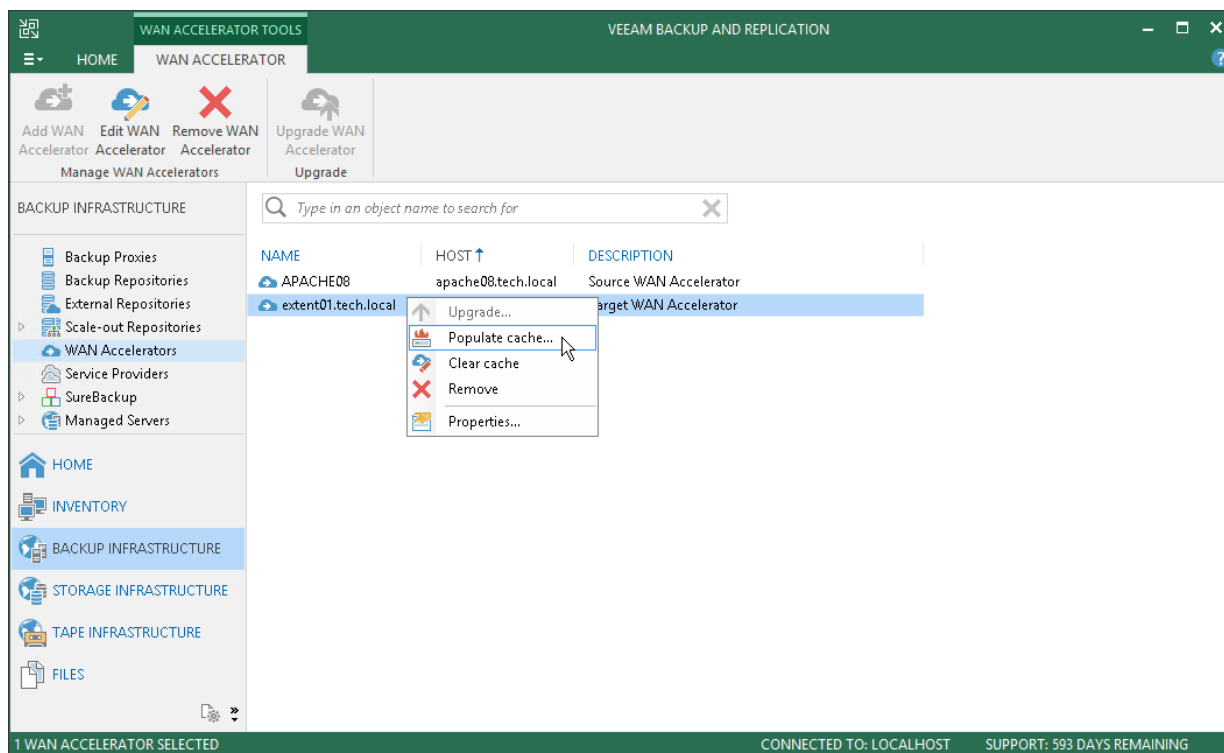 WAN ACCELERATOR TOOLS
VEEAM BACKUP AND REPLICATION
HOME
WAN ACCELERATOR
?
Add WAN Accelerator
Edit WAN Accelerator
Remove WAN Accelerator
Upgrade WAN Accelerator
Manage WAN Accelerators
Upgrade
BACKUP INFRASTRUCTURE
Type in an object name to search for
Backup Proxies
Backup Repositories
External Repositories
Scale-out Repositories
WAN Accelerators
Service Providers
SureBackup
Managed Servers
NAME HOST DESCRIPTION
APACHE08 apache08.tech.local Source WAN Accelerator
extent01.tech.local arget WAN Accelerator
Upgrade...
Populate cache...
Clear cache
Remove
Properties...
HOME
INVENTORY
BACKUP INFRASTRUCTURE
STORAGE INFRASTRUCTURE
TAPE INFRASTRUCTURE
FILES
1 WAN ACCELERATOR SELECTED
CONNECTED TO: LOCALHOST
SUPPORT: 593 DAYS REMAINING